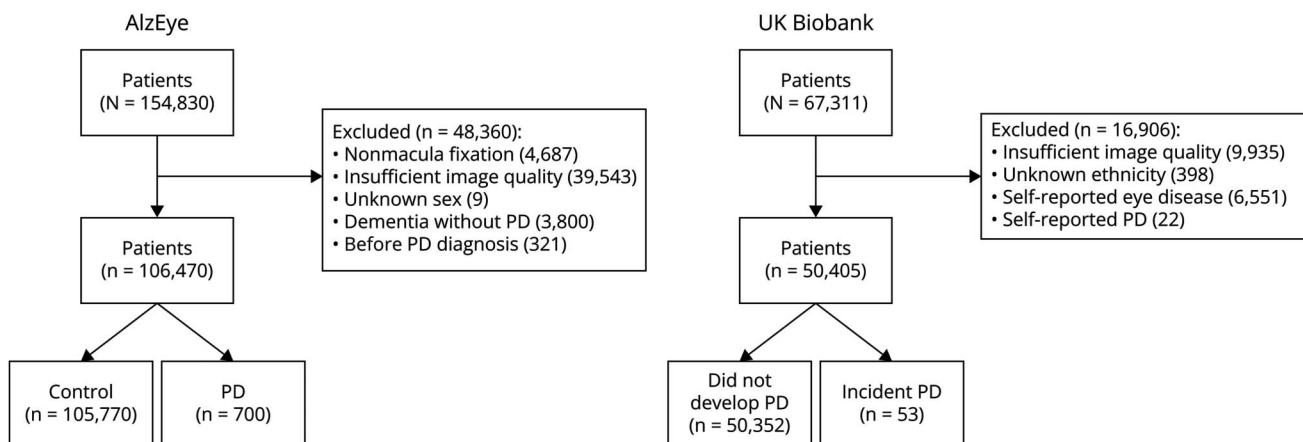 AlzEye
Patients
(N = 154,830)
Excluded (n = 48,360):
• Nonmacula fixation (4,687)
• Insufficient image quality (39,543)
• Unknown sex (9)
• Dementia without PD (3,800)
• Before PD diagnosis (321)
Patients
(n = 106,470)
Control
(n = 105,770)
PD
(n = 700)
UK Biobank
Patients
(N = 67,311)
Excluded (n = 16,906):
• Insufficient image quality (9,935)
• Unknown ethnicity (398)
• Self-reported eye disease (6,551)
• Self-reported PD (22)
Patients
(n = 50,405)
Did not
develop PD
(n = 50,352)
Incident PD
(n = 53)